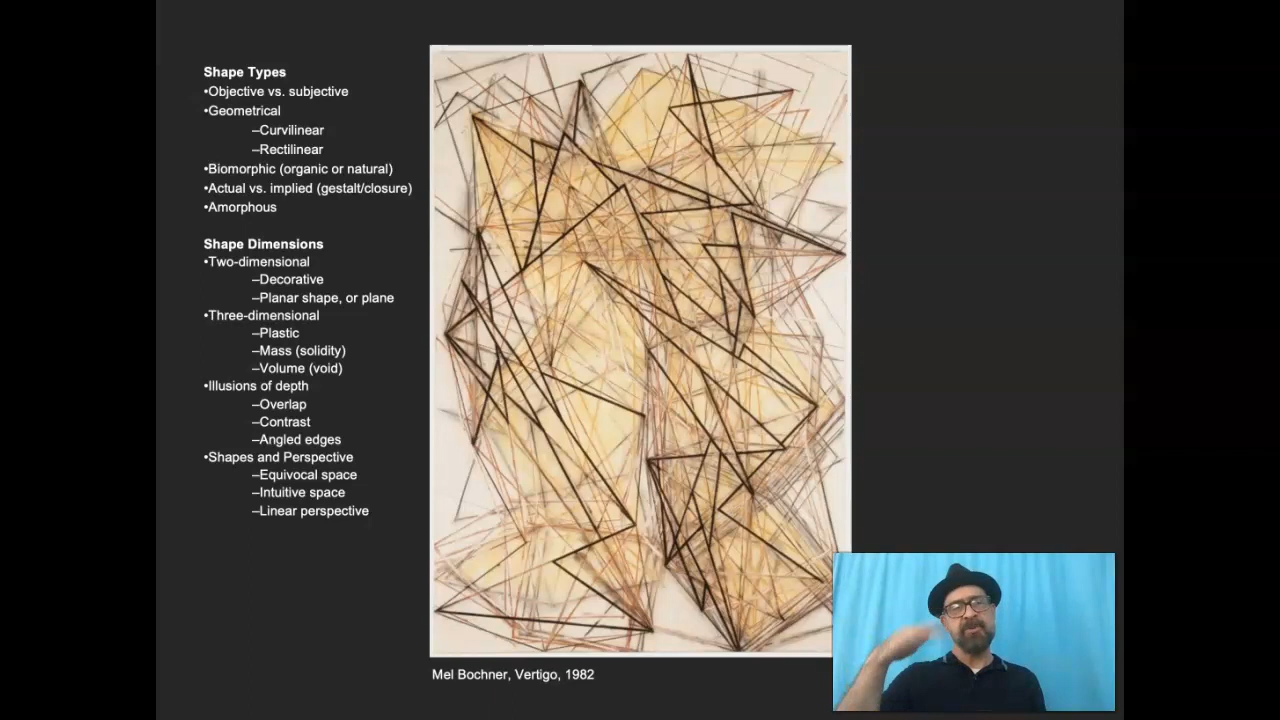 Shape Types
•Objective vs. subjective
•Geometrical
–Curvilinear
–Rectilinear
•Biomorphic (organic or natural)
•Actual vs. implied (gestalt/closure)
•Amorphous
Shape Dimensions
•Two-dimensional
–Decorative
–Planar shape, or plane
•Three-dimensional
–Plastic
–Mass (solidity)
–Volume (void)
•Illusions of depth
–Overlap
–Contrast
–Angled edges
•Shapes and Perspective
–Equivocal space
–Intuitive space
–Linear perspective
Mel Bochner, Vertigo, 1982